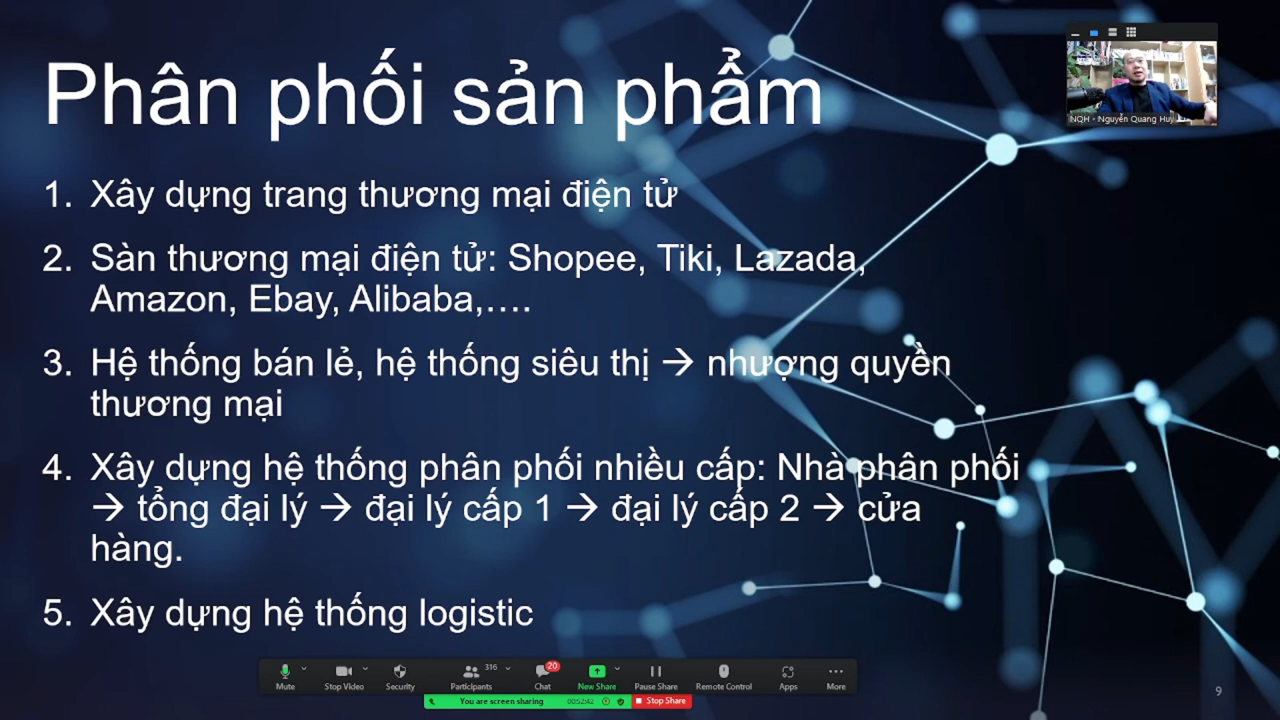 Phân phối sản phẩm
NQH - Nguyễn Quang Huy
1. Xây dựng trang thương mại điện tử
2. Sàn thương mại điện tử: Shopee, Tiki, Lazada,
Amazon, Ebay, Alibaba,....
3. Hệ thống bán lẻ, hệ thống siêu thị → nhượng quyền
thương mại
4. Xây dựng hệ thống phân phối nhiều cấp: Nhà phân phối
→ tổng đại lý → đại lý cấp 1 → đại lý cấp 2 → cửa
hàng.
5. Xây dựng hệ thống logistic
316 20
Mute Stop Video Security Participants Chat New Share Pause Share Remote Control Apps More
9
You are screen sharing 00:52:42 Stop Share